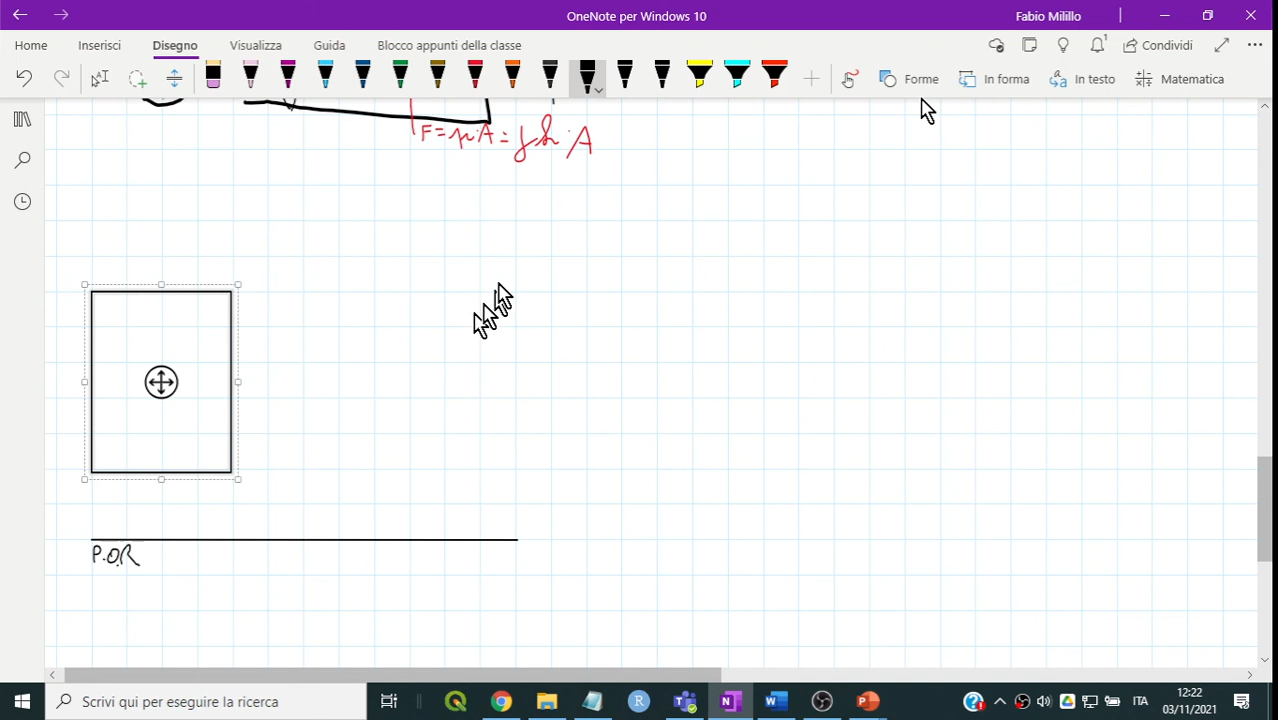 OneNote per Windows 10
Fabio Milillo
Home
Inserisci
Disegno
Visualizza
Guida
Blocco appunti della classe
Condividi
Forme
In forma
In testo
Matematica
F = p·A = γh·A
P.O.R
Scrivi qui per eseguire la ricerca
ITA
12:22
03/11/2021